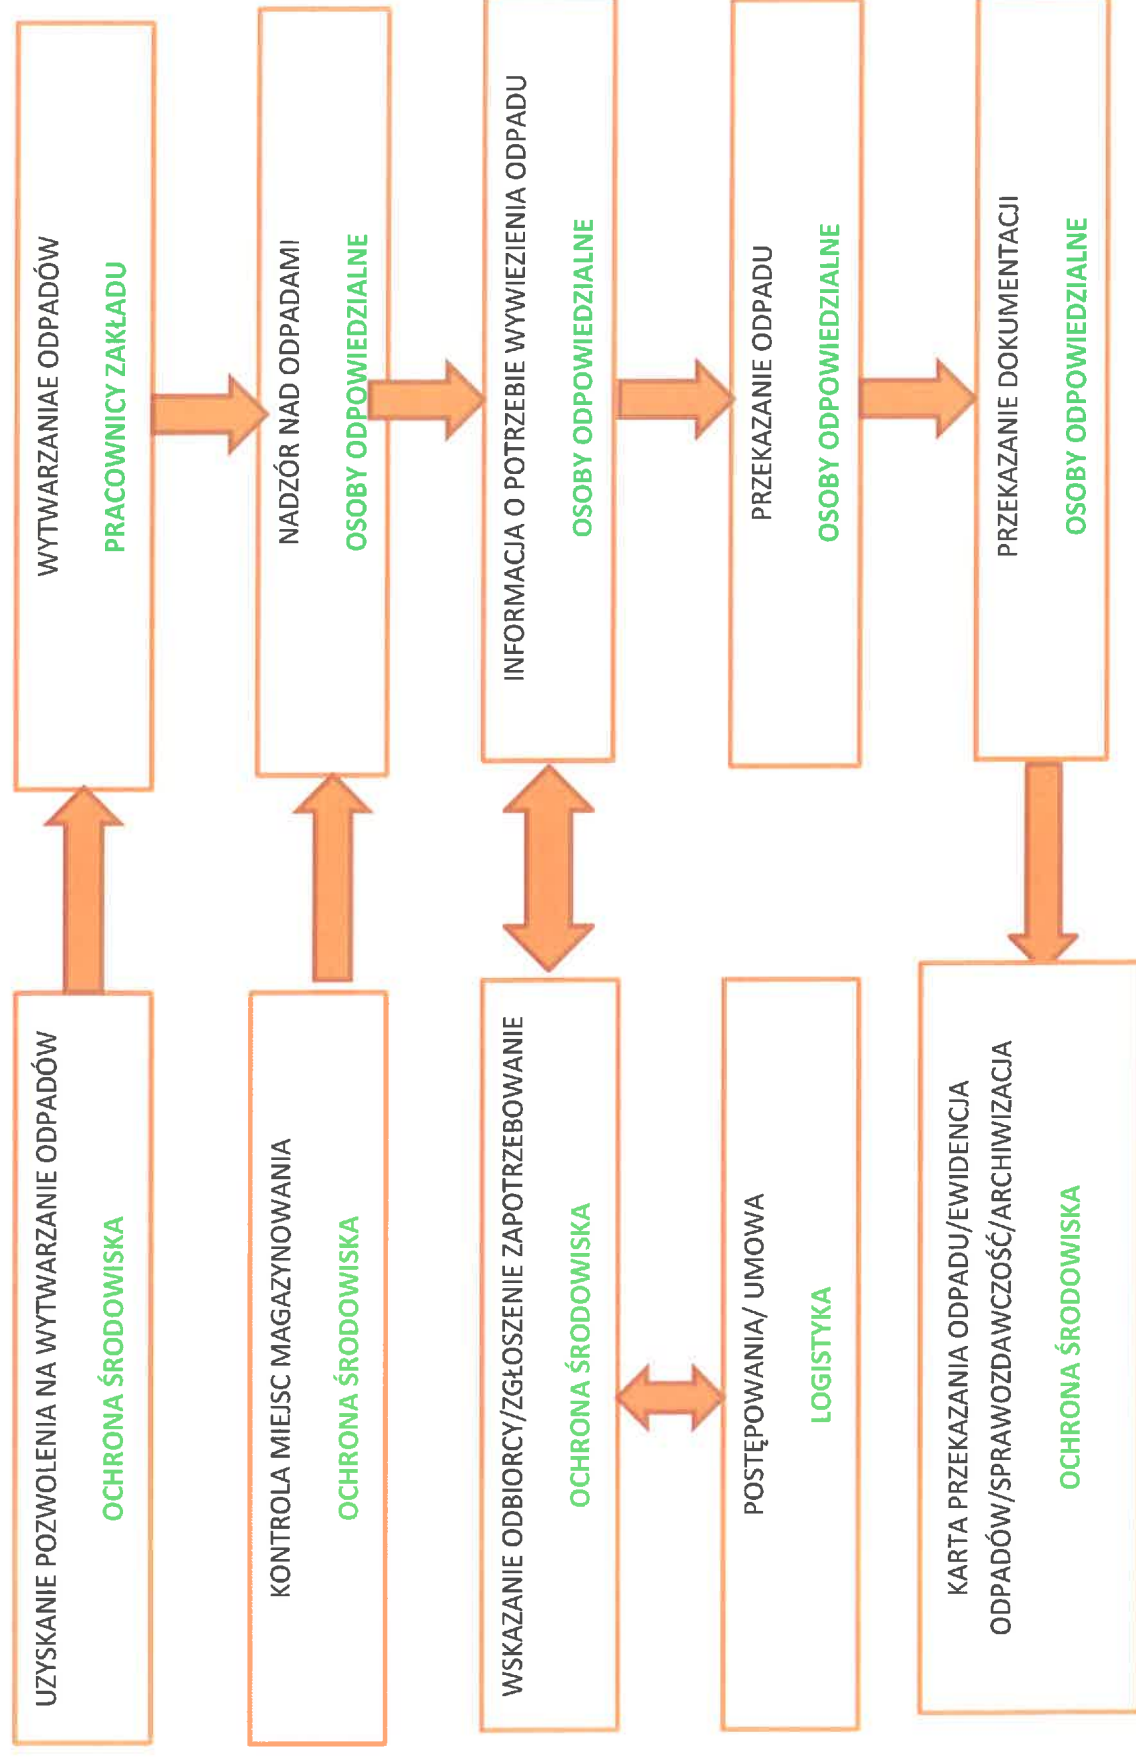 UZYSKANIE POZWOLENIA NA WYTWARZANIE ODPADÓW
OCHRONA ŚRODOWISKA
WYTWARZANIAE ODPADÓW
PRACOWNICY ZAKŁADU
KONTROLA MIEJSC MAGAZYNOWANIA
OCHRONA ŚRODOWISKA
NADZÓR NAD ODPADAMI
OSOBY ODPOWIEDZIALNE
WSKAZANIE ODBIORCY/ZGŁOSZENIE ZAPOTRZEBOWANIE
OCHRONA ŚRODOWISKA
INFORMACJA O POTRZEBIE WYWIEZIENIA ODPADU
OSOBY ODPOWIEDZIALNE
POSTĘPOWANIA/ UMOWA
LOGISTYKA
PRZEKAZANIE ODPADU
OSOBY ODPOWIEDZIALNE
KARTA PRZEKAZANIA ODPADU/EWIDENCJA
ODPADÓW/SPRAWOZDAWCZOŚĆ/ARCHIWIZACJA
OCHRONA ŚRODOWISKA
PRZEKAZANIE DOKUMENTACJI
OSOBY ODPOWIEDZIALNE